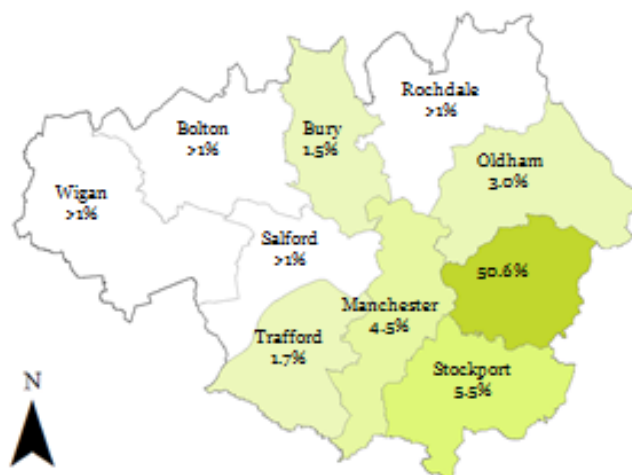 Rochdale
>1%
Bolton
>1%
Bury
1.5%
Oldham
3.0%
Wigan
>1%
Salford
>1%
50.6%
Manchester
4.5%
Trafford
1.7%
Stockport
5.5%
N